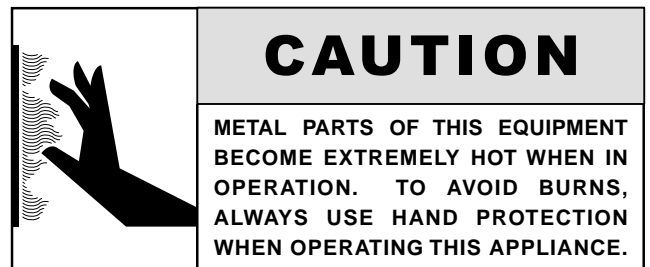 CAUTION
METAL PARTS OF THIS EQUIPMENT
BECOME EXTREMELY HOT WHEN IN
OPERATION. TO AVOID BURNS,
ALWAYS USE HAND PROTECTION
WHEN OPERATING THIS APPLIANCE.